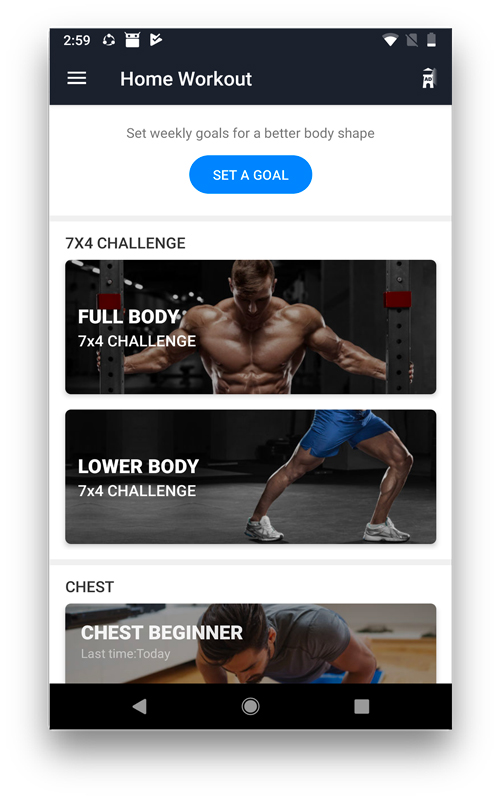 2:59
Home Workout
AD
Set weekly goals for a better body shape
SET A GOAL
7X4 CHALLENGE
FULL BODY
7x4 CHALLENGE
LOWER BODY
7x4 CHALLENGE
CHEST
CHEST BEGINNER
Last time:Today